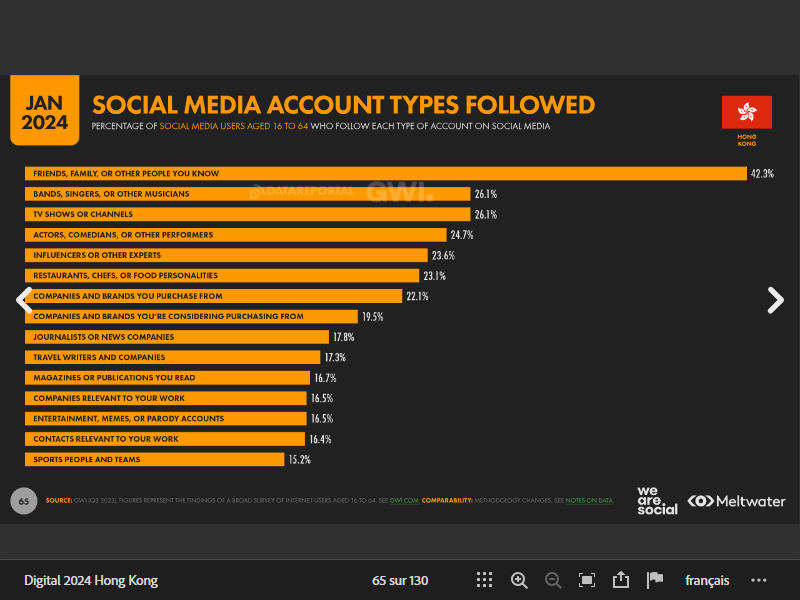 JAN
2024
SOCIAL MEDIA ACCOUNT TYPES FOLLOWED
PERCENTAGE OF SOCIAL MEDIA USERS AGED 16 TO 64 WHO FOLLOW EACH TYPE OF ACCOUNT ON SOCIAL MEDIA
HONG
KONG
FRIENDS, FAMILY, OR OTHER PEOPLE YOU KNOW 42.3%
DATAREPORTAL GWI.
BANDS, SINGERS, OR OTHER MUSICIANS 26.1%
TV SHOWS OR CHANNELS 26.1%
ACTORS, COMEDIANS, OR OTHER PERFORMERS 24.7%
INFLUENCERS OR OTHER EXPERTS 23.6%
RESTAURANTS, CHEFS, OR FOOD PERSONALITIES 23.1%
COMPANIES AND BRANDS YOU PURCHASE FROM 22.1%
COMPANIES AND BRANDS YOU'RE CONSIDERING PURCHASING FROM 19.5%
JOURNALISTS OR NEWS COMPANIES 17.8%
TRAVEL WRITERS AND COMPANIES 17.3%
MAGAZINES OR PUBLICATIONS YOU READ 16.7%
COMPANIES RELEVANT TO YOUR WORK 16.5%
ENTERTAINMENT, MEMES, OR PARODY ACCOUNTS 16.5%
CONTACTS RELEVANT TO YOUR WORK 16.4%
SPORTS PEOPLE AND TEAMS 15.2%
65
SOURCE: GWI (Q3 2023). FIGURES REPRESENT THE FINDINGS OF A BROAD SURVEY OF INTERNET USERS AGED 16 TO 64. SEE GWI.COM. COMPARABILITY: METHODOLOGY CHANGES. SEE NOTES ON DATA.
we
are
social
Meltwater
Digital 2024 Hong Kong
65 sur 130
français